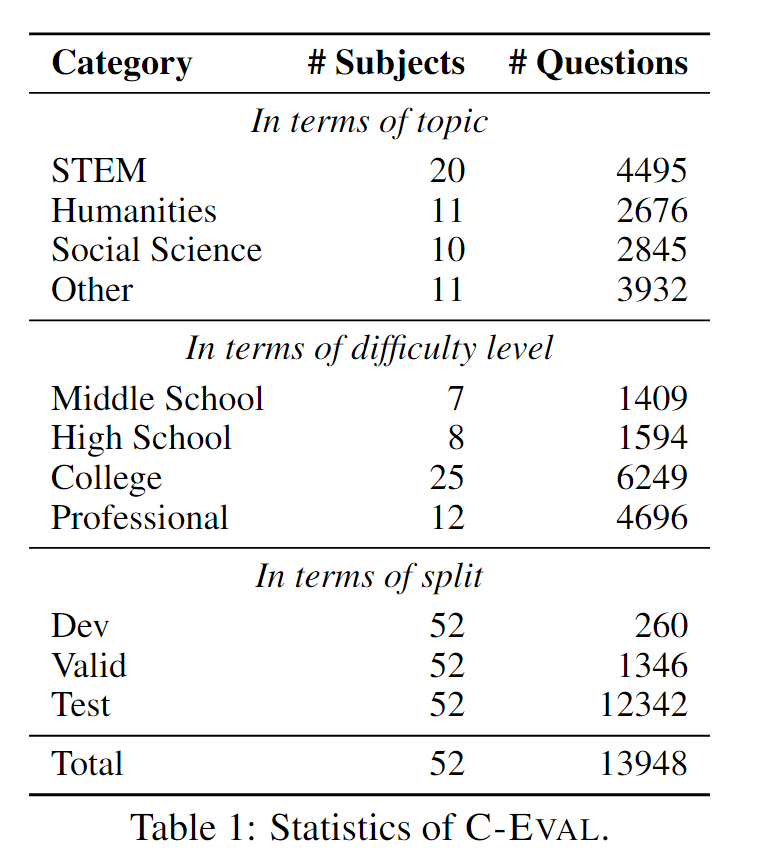 Category # Subjects # Questions
In terms of topic
STEM 20 4495
Humanities 11 2676
Social Science 10 2845
Other 11 3932
In terms of difficulty level
Middle School 7 1409
High School 8 1594
College 25 6249
Professional 12 4696
In terms of split
Dev 52 260
Valid 52 1346
Test 52 12342
Total 52 13948
Table 1: Statistics of C-EVAL.